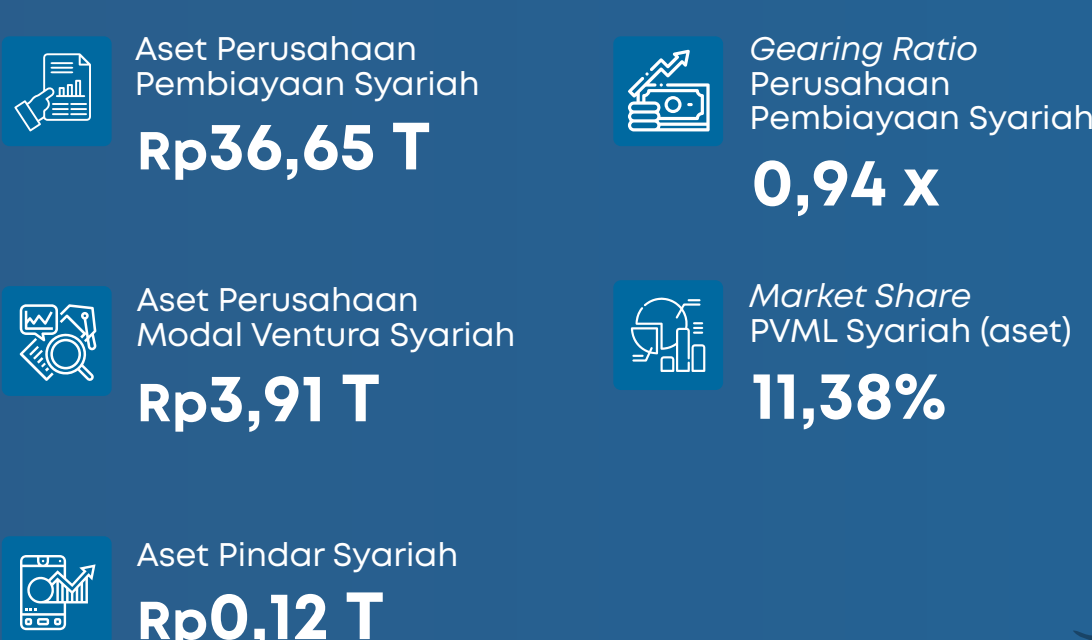 Aset Perusahaan
Pembiayaan Syariah
Rp36,65 T
Gearing Ratio
Perusahaan
Pembiayaan Syariah
0,94 x
Aset Perusahaan
Modal Ventura Syariah
Rp3,91 T
Market Share
PVML Syariah (aset)
11,38%
Aset Pindar Syariah
Rp0,12 T